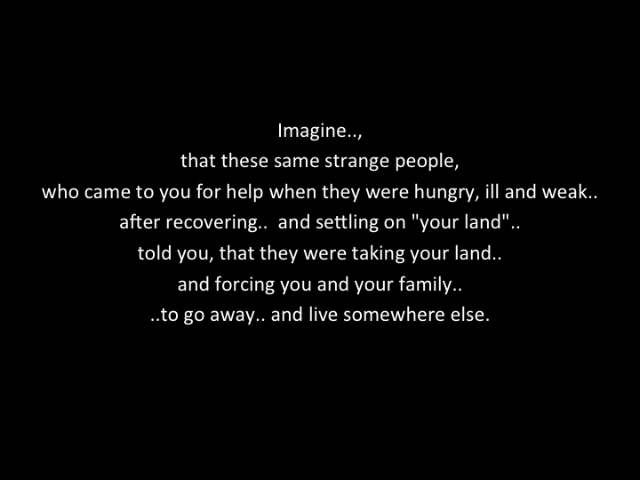 Imagine..,
that these same strange people,
who came to you for help when they were hungry, ill and weak..
after recovering..  and settling on "your land"..
told you, that they were taking your land..
and forcing you and your family..
..to go away.. and live somewhere else.